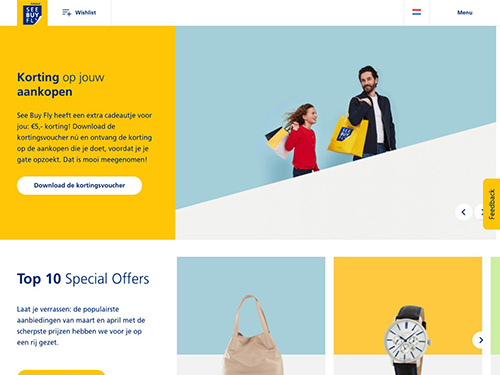 SEE
BUY
FLY
Wishlist
Menu
Korting op jouw
aankopen
See Buy Fly heeft een extra cadeautje voor
jou: €5,- korting! Download de
kortingsvoucher nú en ontvang de korting
op de aankopen die je doet, voordat je je
gate opzoekt. Dat is mooi meegenomen!
Download de kortingsvoucher
SEE
BUY
FLY
Feedback
Top 10 Special Offers
Laat je verrassen: de populairste
aanbiedingen van maart en april met de
scherpste prijzen hebben we voor je op
een rij gezet.